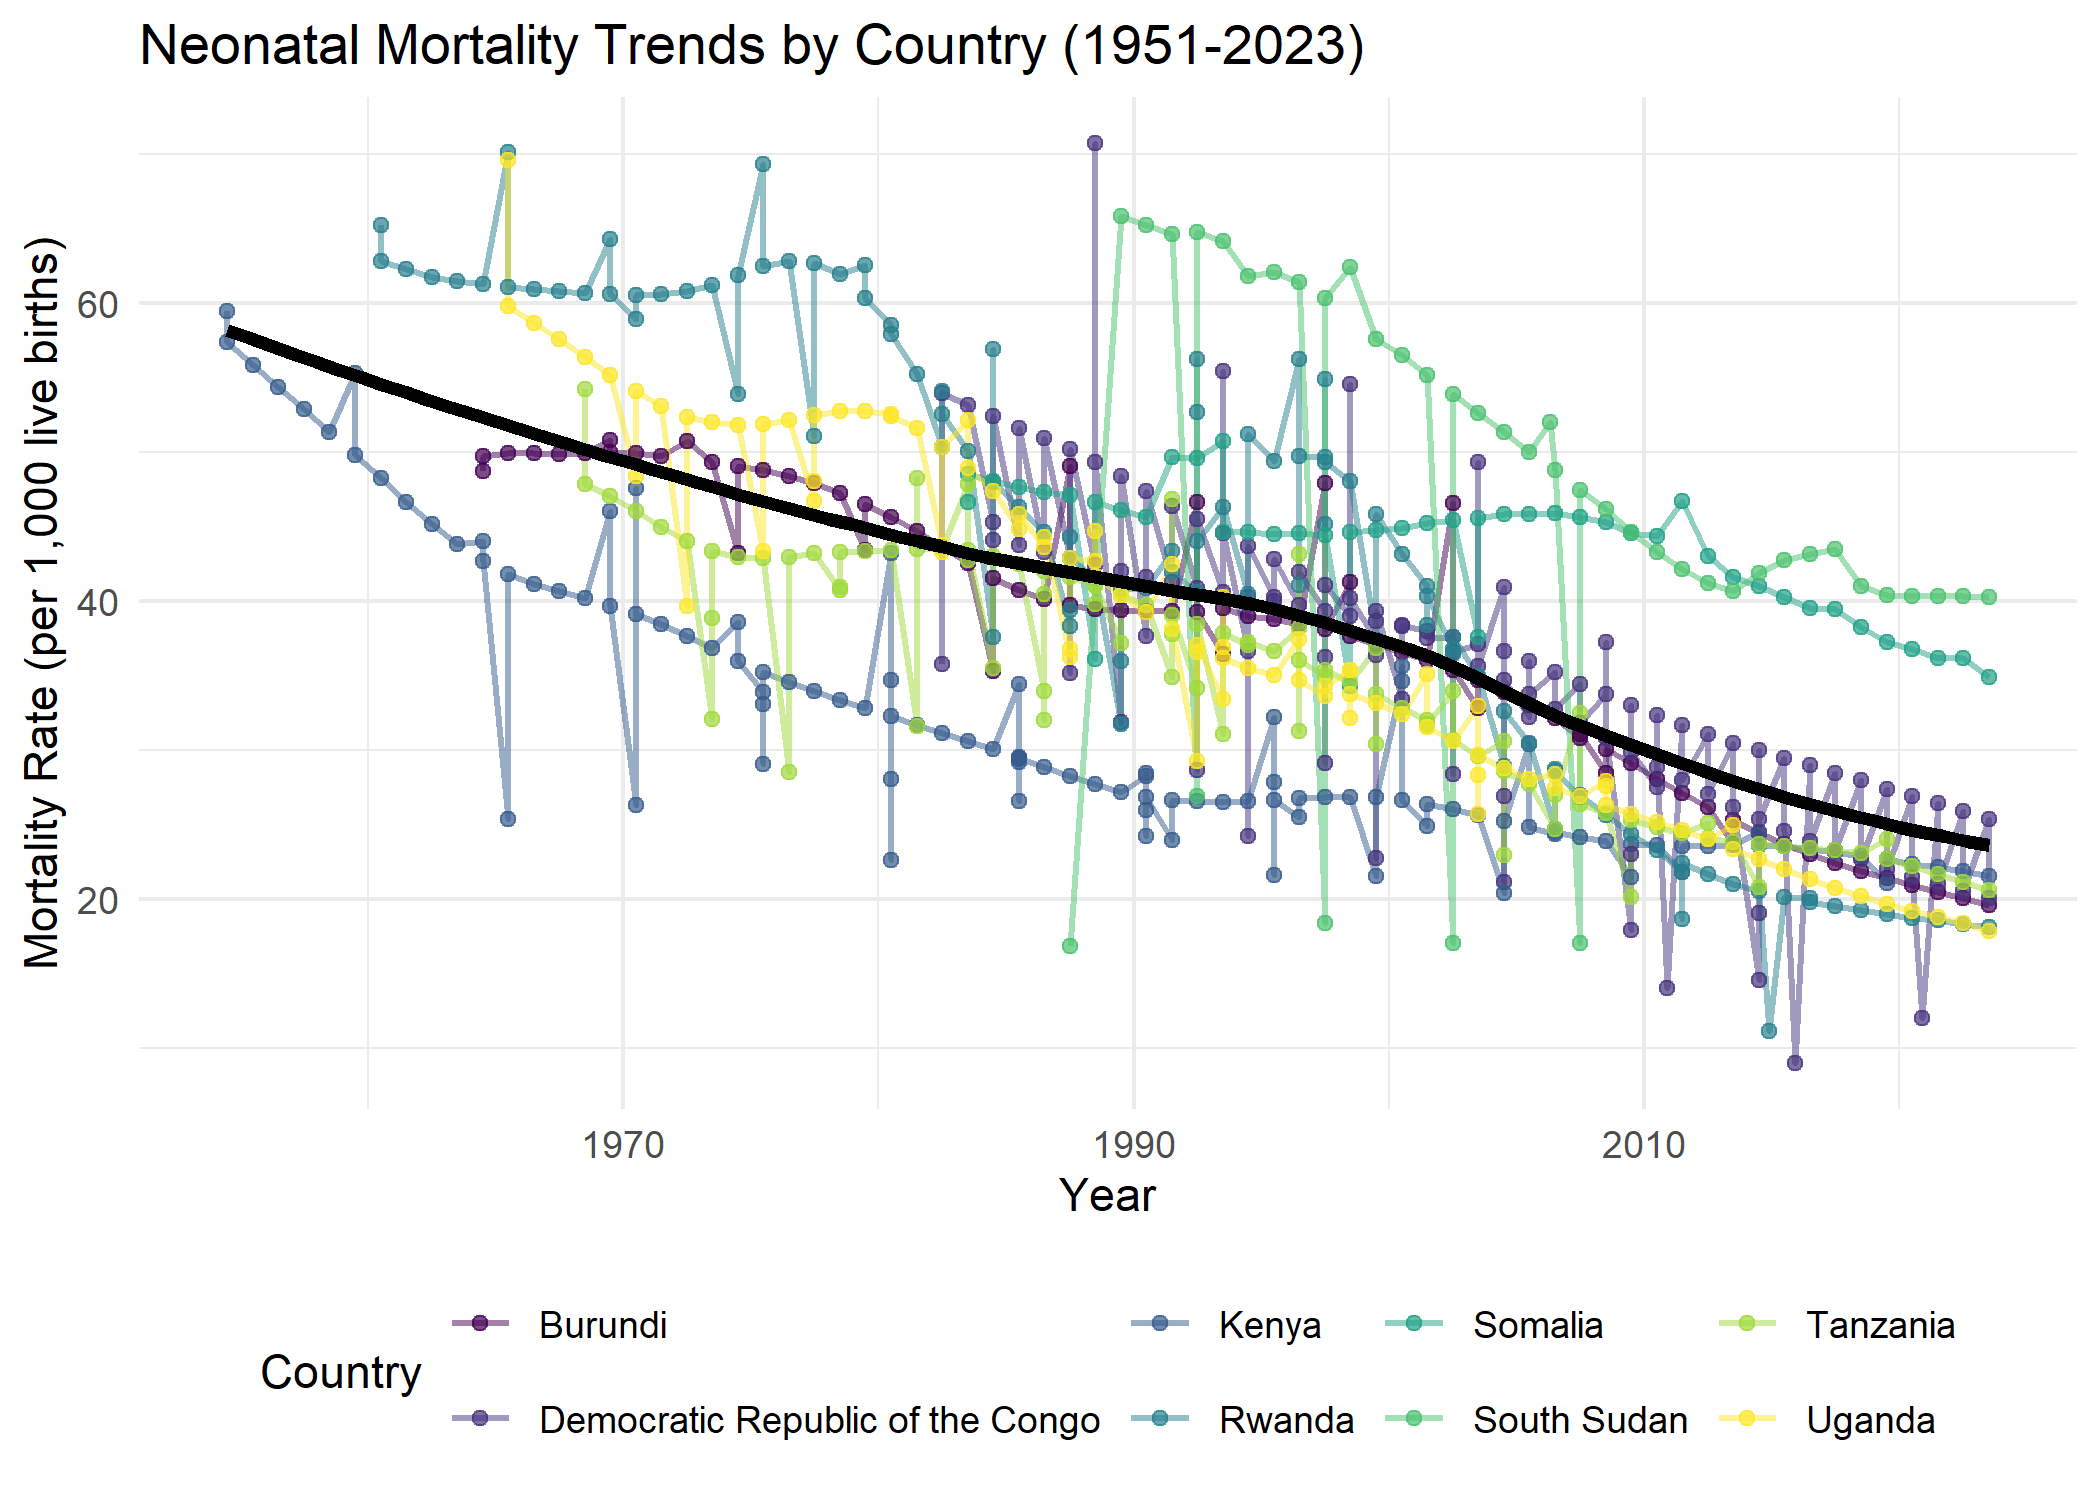 Neonatal Mortality Trends by Country (1951-2023)
Mortality Rate (per 1,000 live births)
60
40
20
1970 1990 2010
Year
Country
Burundi Kenya Somalia Tanzania
Democratic Republic of the Congo Rwanda South Sudan Uganda